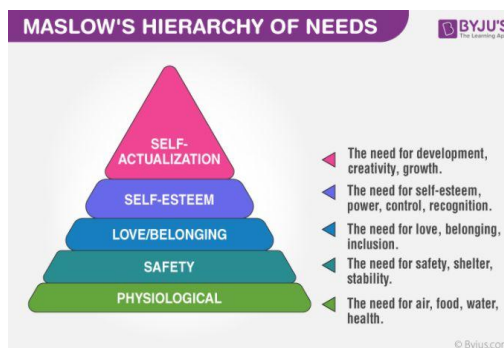 MASLOW'S HIERARCHY OF NEEDS
BYJU'S
The Learning Ap
SELF-
ACTUALIZATION
The need for development,
creativity, growth.
SELF-ESTEEM
The need for self-esteem,
power, control, recognition.
LOVE/BELONGING
The need for love, belonging,
inclusion.
SAFETY
The need for safety, shelter,
stability.
PHYSIOLOGICAL
The need for air, food, water,
health.
© Byjus.com